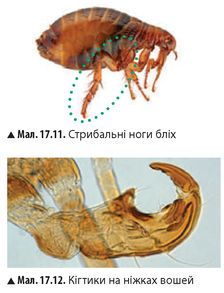 ▲ Мал. 17.11. Стрибальні ноги бліх
▲ Мал. 17.12. Кігтики на ніжках вошей